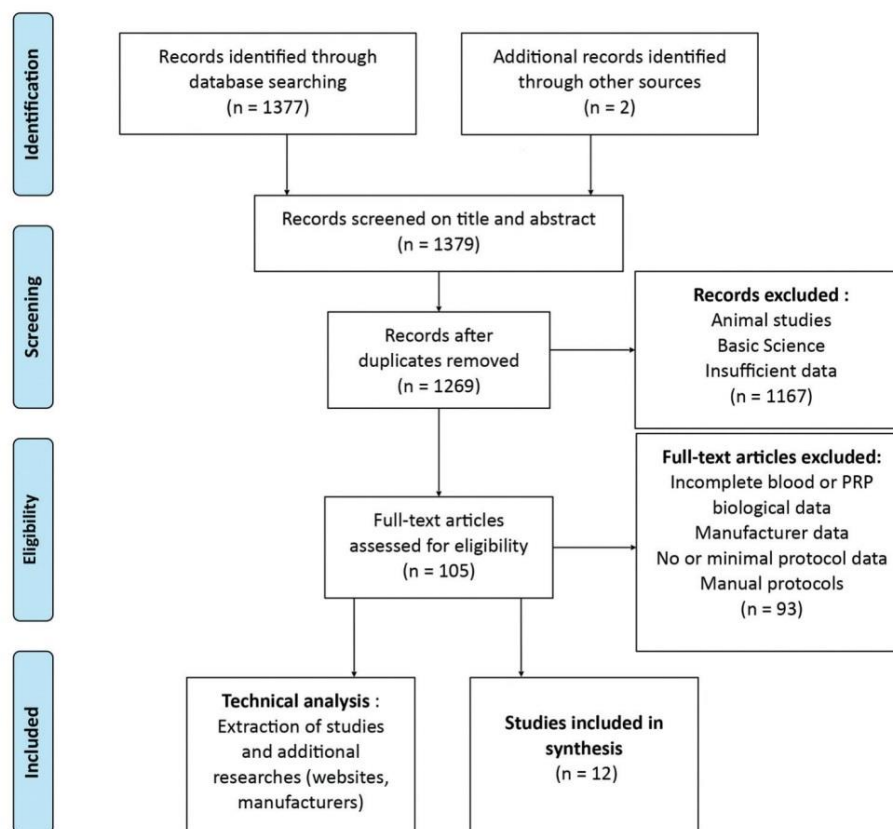 Identification
Records identified through
database searching
(n = 1377)
Additional records identified
through other sources
(n = 2)
Records screened on title and abstract
(n = 1379)
Screening
Records after
duplicates removed
(n = 1269)
Records excluded :
Animal studies
Basic Science
Insufficient data
(n = 1167)
Eligibility
Full-text articles
assessed for eligibility
(n = 105)
Full-text articles excluded:
Incomplete blood or PRP
biological data
Manufacturer data
No or minimal protocol data
Manual protocols
(n = 93)
Included
Technical analysis :
Extraction of studies
and additional
researches (websites,
manufacturers)
Studies included in
synthesis
(n = 12)